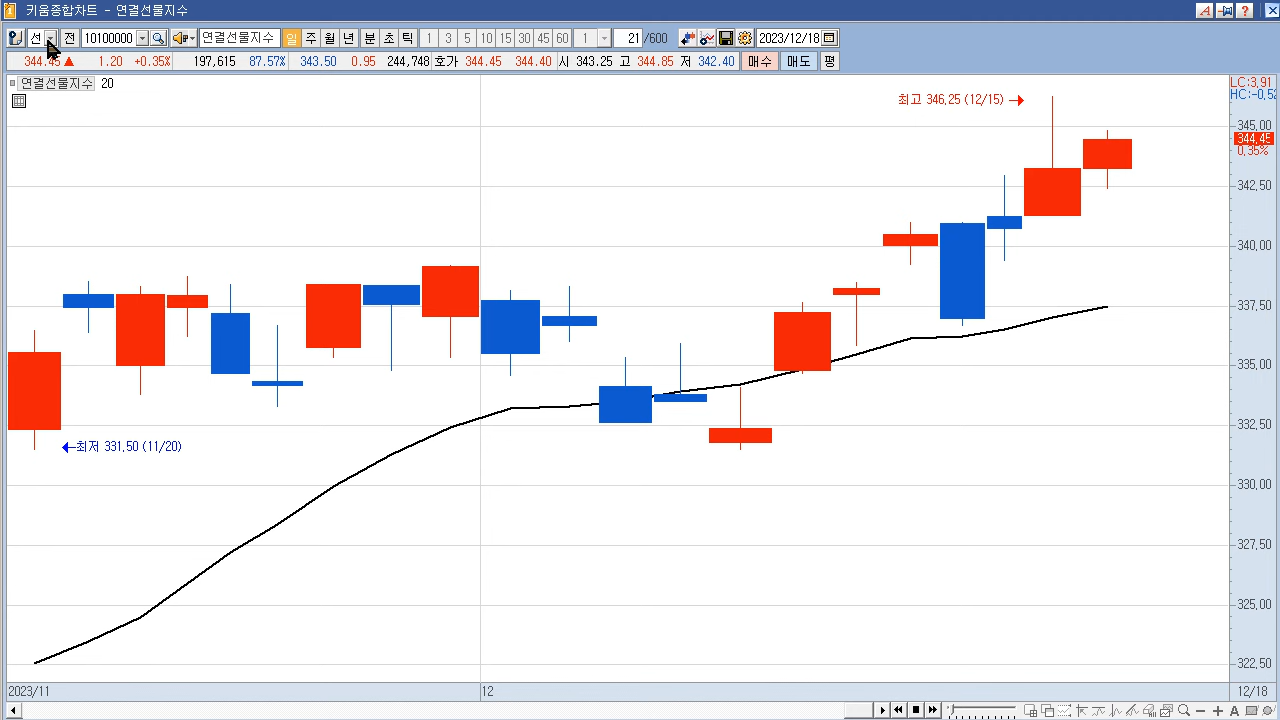 키움종합차트 - 연결선물지수
선 전 10100000 연결선물지수 일 주 월 년 분 초 틱 1 3 5 10 15 30 45 60 1 21 /600 2023/12/18
344.45 ▲ 1.20 +0.35% 197,615 87.57% 343.50 0.95 244,748 호가 344.45 344.40 시 343.25 고 344.85 저 342.40 매수 매도 평
연결선물지수 20
LC:3,91
HC:-0,52
최고 346,25 (12/15)
345,00
344,45
0,35%
342,50
340,00
337,50
335,00
332,50
최저 331,50 (11/20)
330,00
327,50
325,00
322,50
2023/11 12 12/18